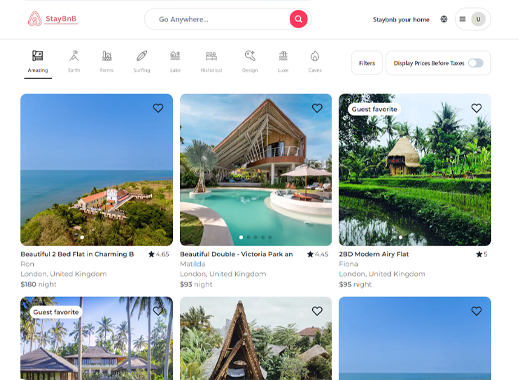 StayBnB
Go Anywhere...
Staybnb your home
U
Amazing
Earth
Farms
Surfing
Lake
Historical
Design
Luxe
Caves
Filters
Display Prices Before Taxes
Guest favorite
Beautiful 2 Bed Flat in Charming B
4.65
Ron
London, United Kingdom
$180 night
Beautiful Double - Victoria Park an
4.45
Matilda
London, United Kingdom
$93 night
2BD Modern Airy Flat
5
Fiona
London, United Kingdom
$95 night
Guest favorite